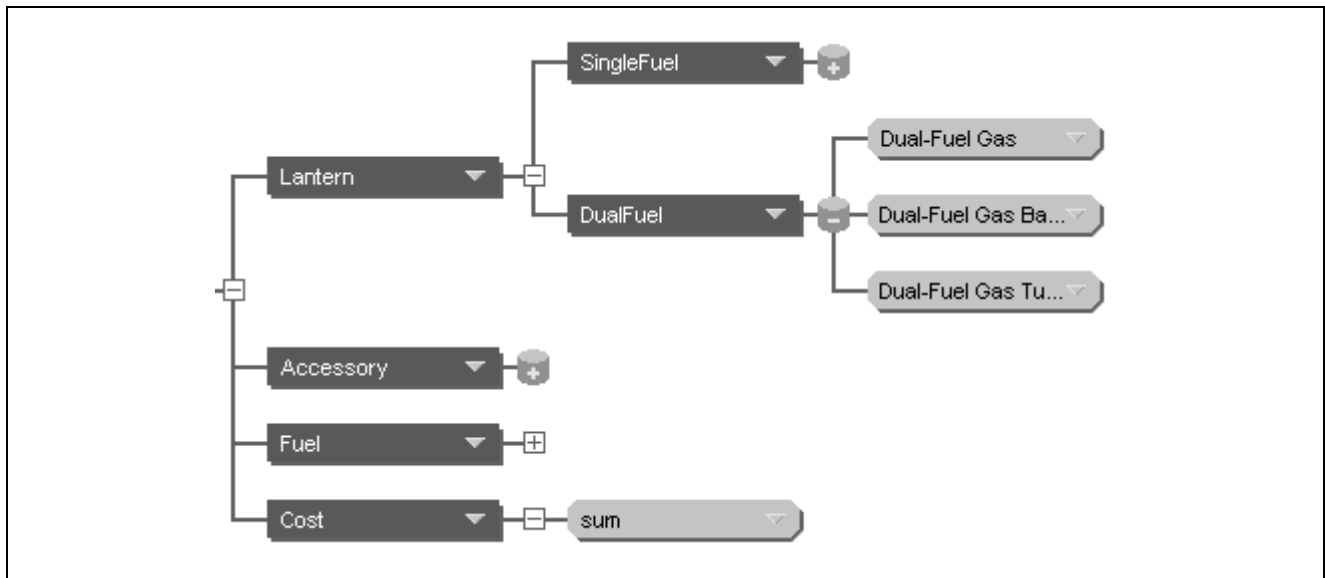 SingleFuel
Dual-Fuel Gas
Lantern
DualFuel
Dual-Fuel Gas Ba...
Dual-Fuel Gas Tu...
Accessory
Fuel
Cost
sum